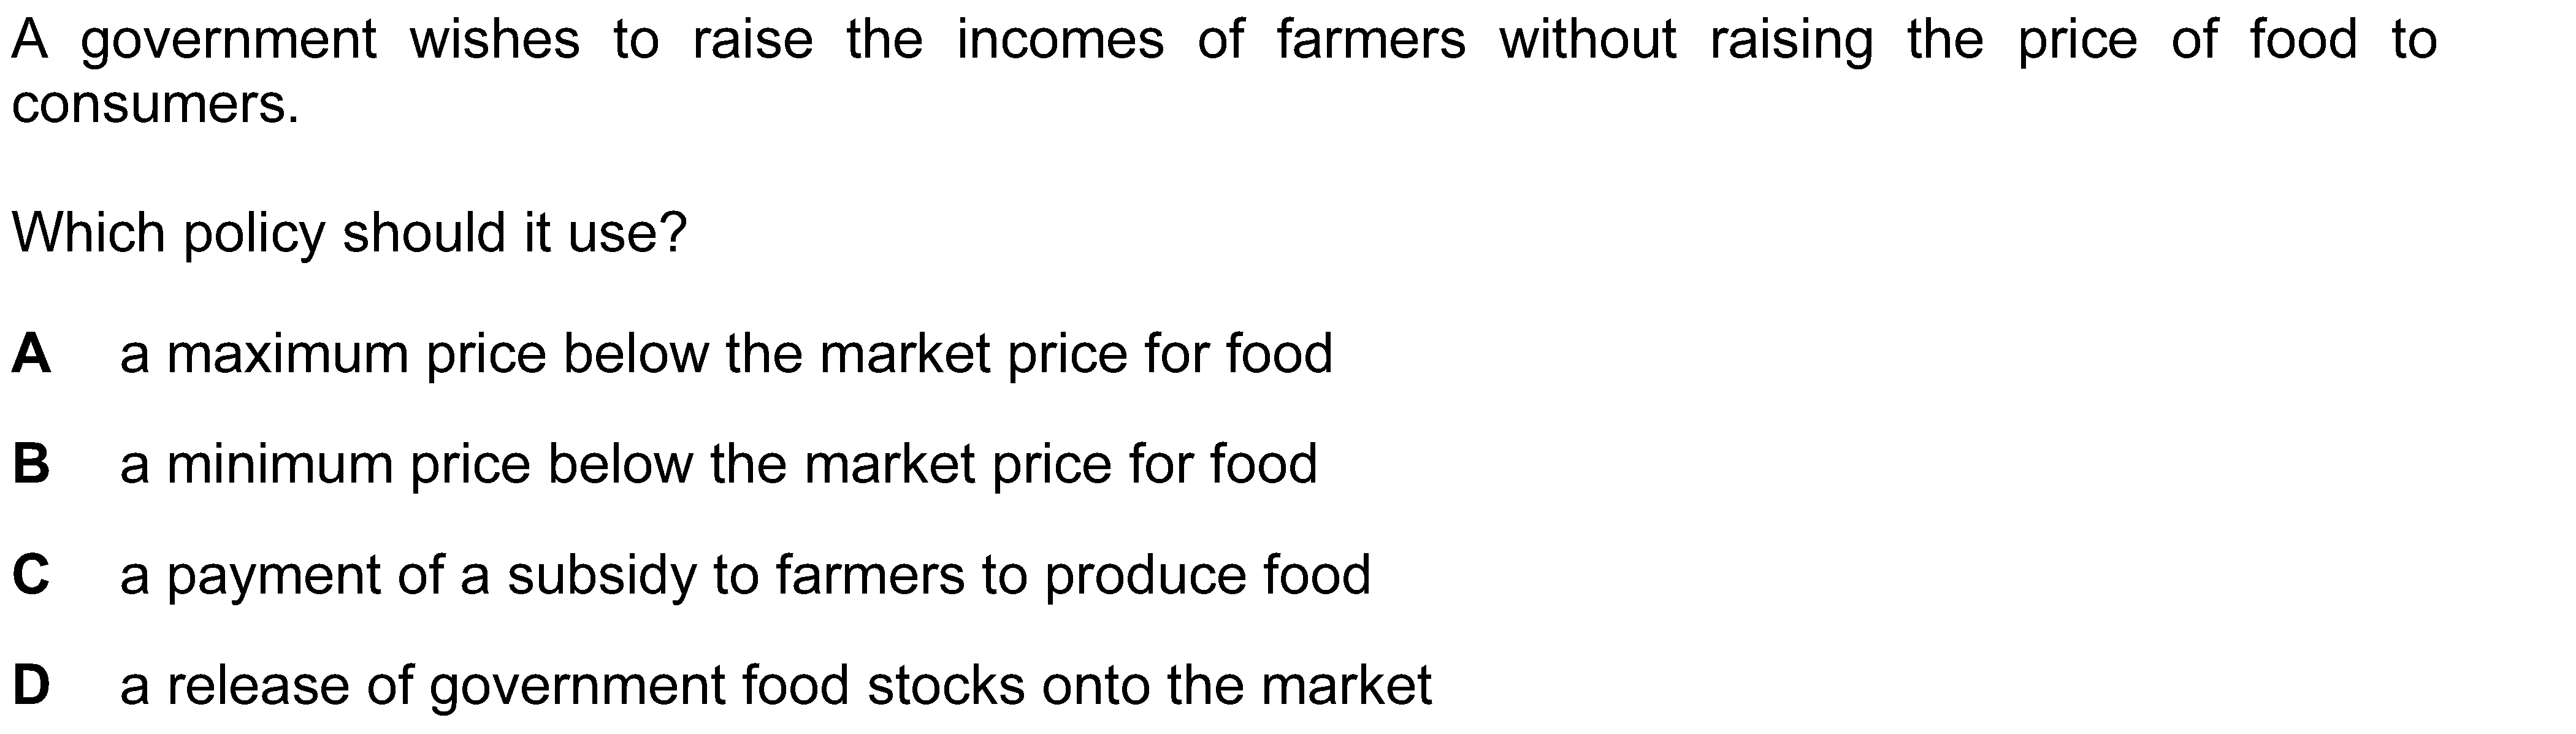 A government wishes to raise the incomes of farmers without raising the price of food to
consumers.
Which policy should it use?
A a maximum price below the market price for food
B a minimum price below the market price for food
C a payment of a subsidy to farmers to produce food
D a release of government food stocks onto the market